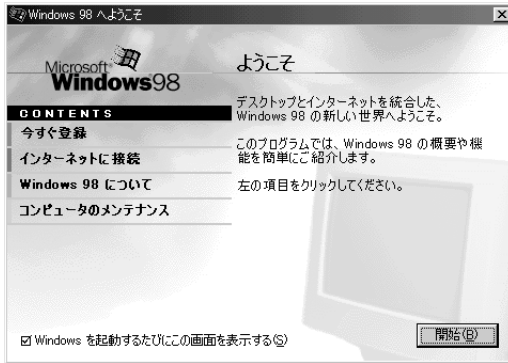 Windows 98 へようこそ
Microsoft
Windows98
ようこそ
CONTENTS
今すぐ登録
インターネットに接続
Windows 98 について
コンピュータのメンテナンス
デスクトップとインターネットを統合した、
Windows 98 の新しい世界へようこそ。
このプログラムでは、Windows 98 の概要や機
能を簡単にご紹介します。
左の項目をクリックしてください。
Windows を起動するたびにこの画面を表示する(S)
開始(B)